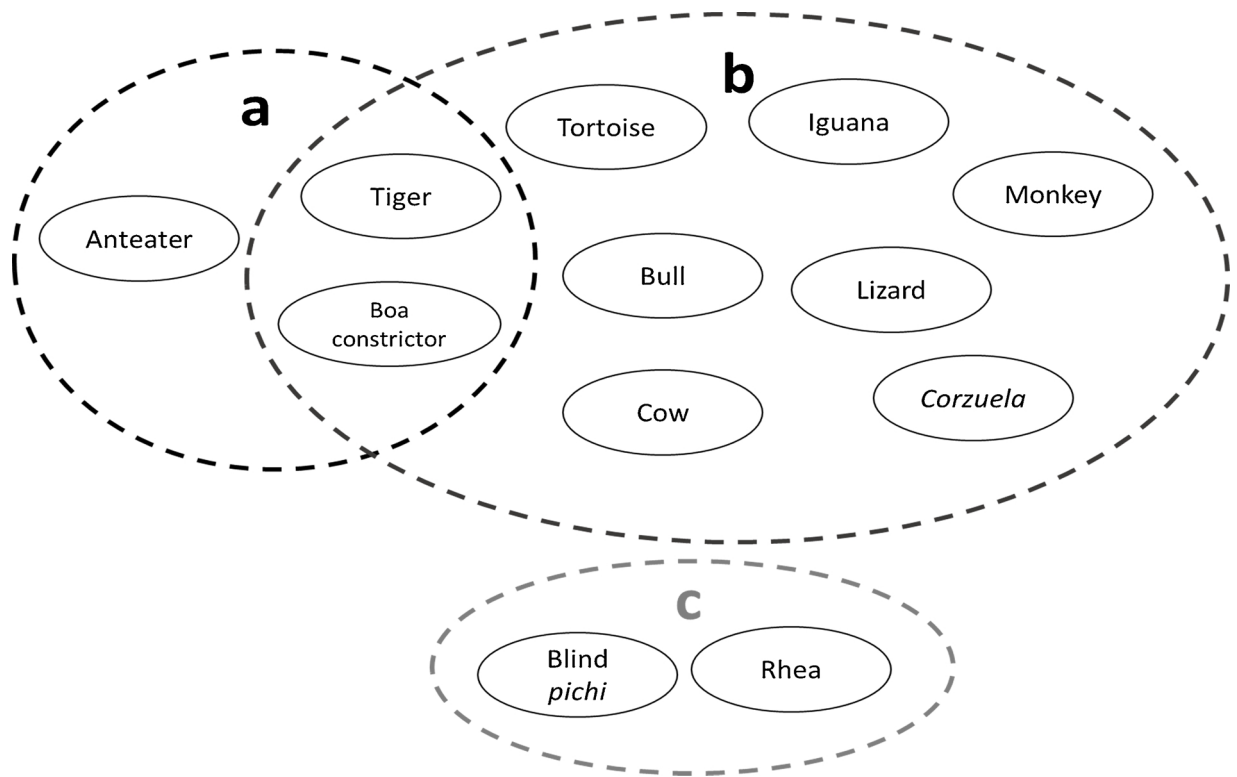 a
b
Tortoise
Iguana
Tiger
Monkey
Anteater
Bull
Lizard
Boa
constrictor
Cow
Corzuela
c
Blind
pichi
Rhea